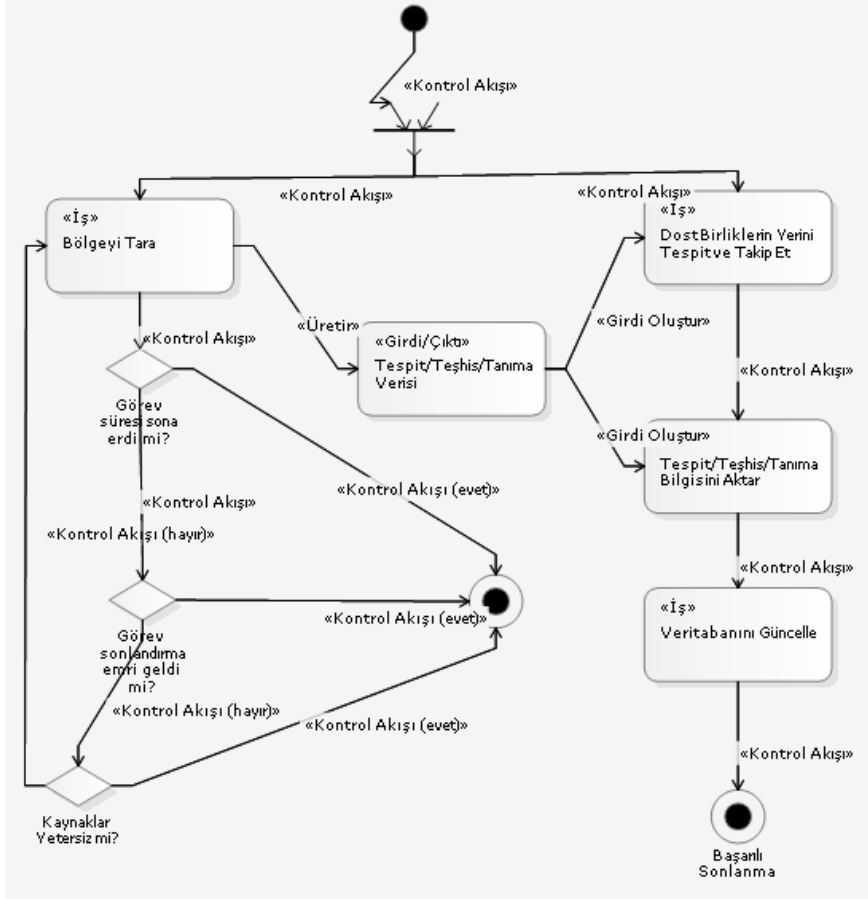 «Kontrol Akışı»
«Kontrol Akışı»
«Kontrol Akışı»
«İş»
Bölgeyi Tara
«İş»
DostBirliklerin Yerini
Tespitve TakipEt
«Üretir»
«Girdi/Çıktı»
Tespit/Teşhis/Tanıma
Verisi
«Girdi Oluştur»
«Kontrol Akışı»
«Kontrol Akışı»
Görev
süresi sona
erdi mi?
«Girdi Oluştur»
Tespit/Teşhis/Tanıma
Bilgisini Aktar
«Kontrol Akışı (evet)»
«Kontrol Akışı»
«Kontrol Akışı (hayır)»
«Kontrol Akışı»
«İş»
Veritabanını Güncelle
«Kontrol Akışı (evet)»
Görev
sonlandırma
emri geldi
mi?
«Kontrol Akışı (hayır)»
«Kontrol Akışı (evet)»
«Kontrol Akışı»
Kaynaklar
Yetersiz mi?
Başarılı
Sonlanma